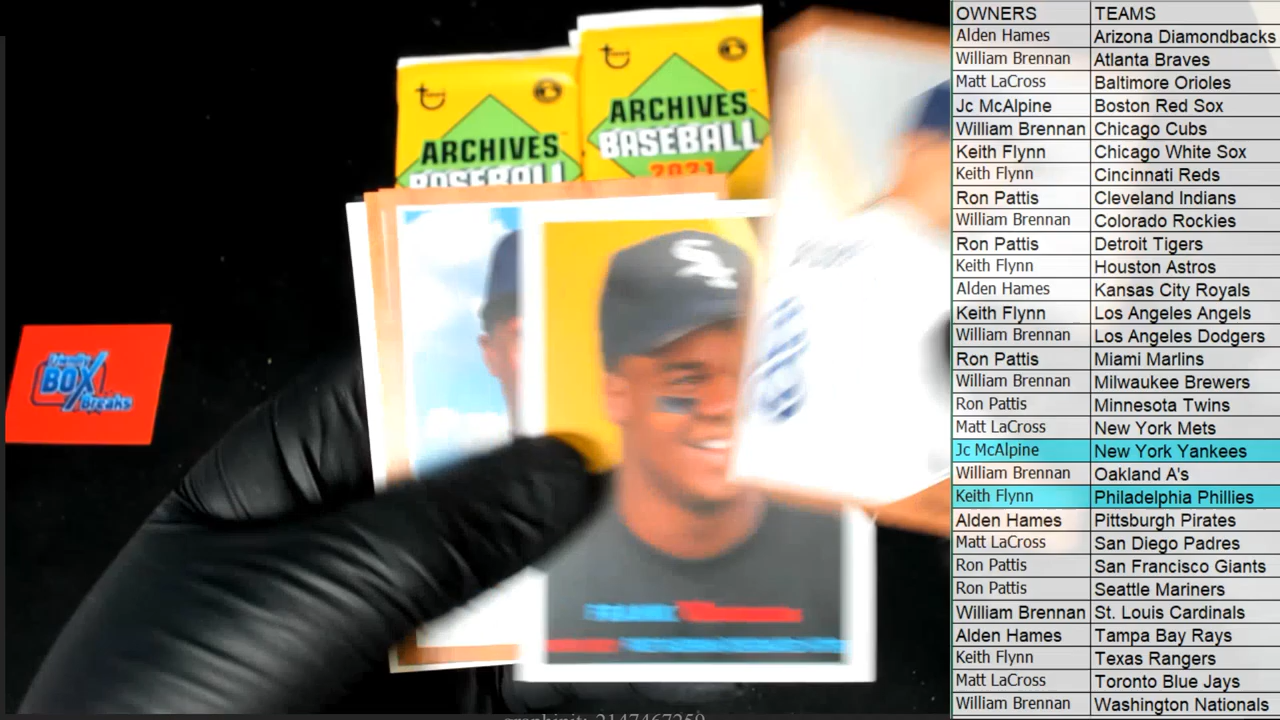 ARCHIVES
BASEBALL
ARCHIVES
BASEBALL
2021
Friendly
BOX
Breaks
OWNERS TEAMS
Alden Hames Arizona Diamondbacks
William Brennan Atlanta Braves
Matt LaCross Baltimore Orioles
Jc McAlpine Boston Red Sox
William Brennan Chicago Cubs
Keith Flynn Chicago White Sox
Keith Flynn Cincinnati Reds
Ron Pattis Cleveland Indians
William Brennan Colorado Rockies
Ron Pattis Detroit Tigers
Keith Flynn Houston Astros
Alden Hames Kansas City Royals
Keith Flynn Los Angeles Angels
William Brennan Los Angeles Dodgers
Ron Pattis Miami Marlins
William Brennan Milwaukee Brewers
Ron Pattis Minnesota Twins
Matt LaCross New York Mets
Jc McAlpine New York Yankees
William Brennan Oakland A's
Keith Flynn Philadelphia Phillies
Alden Hames Pittsburgh Pirates
Matt LaCross San Diego Padres
Ron Pattis San Francisco Giants
Ron Pattis Seattle Mariners
William Brennan St. Louis Cardinals
Alden Hames Tampa Bay Rays
Keith Flynn Texas Rangers
Matt LaCross Toronto Blue Jays
William Brennan Washington Nationals